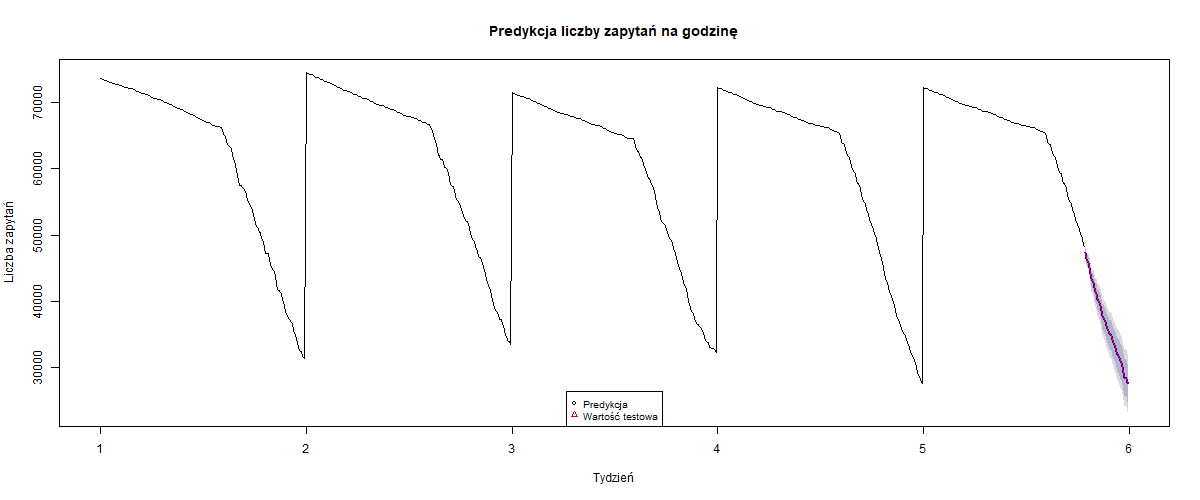 Predykcja liczby zapytań na godzinę
Liczba zapytań
70000
60000
50000
40000
30000
Predykcja
Wartość testowa
1 2 3 4 5 6
Tydzień